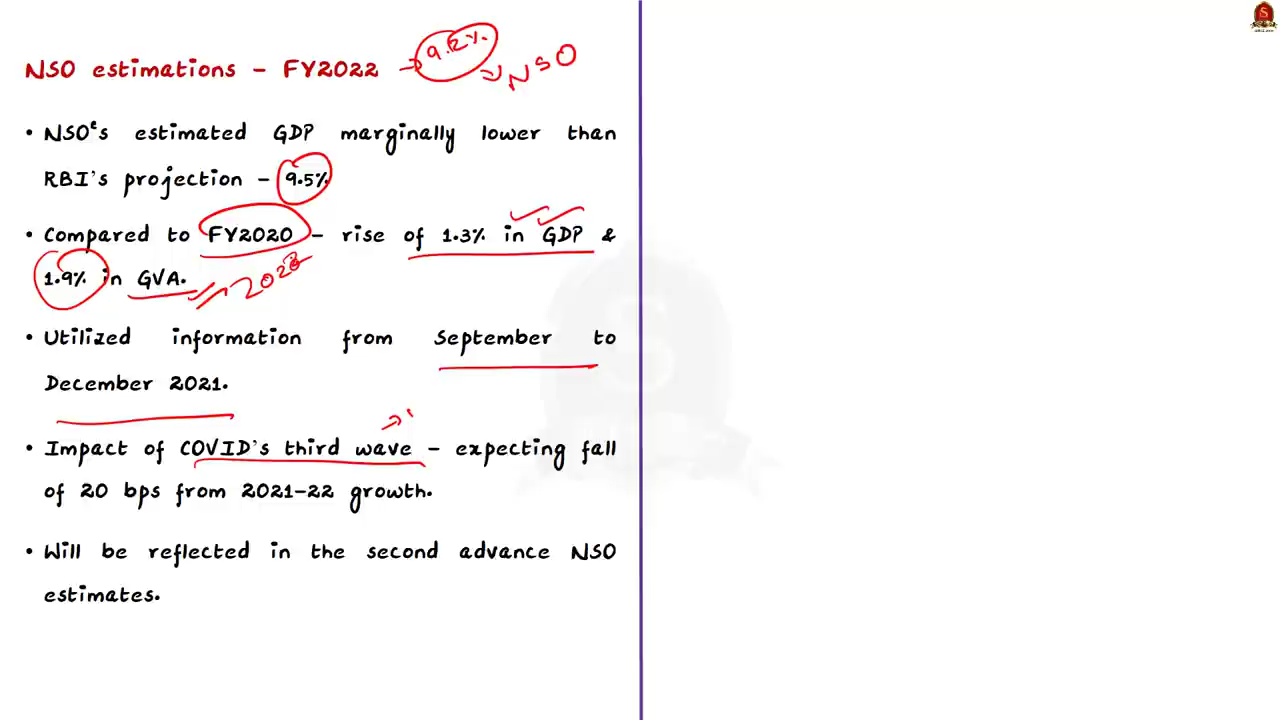 NSO estimations - FY2022 → 9.2% → NSO
• NSO's estimated GDP marginally lower than
RBI's projection - 9.5%
• Compared to FY2020 - rise of 1.3% in GDP &
1.9% in GVA.
• Utilized information from September to
December 2021.
• Impact of COVID's third wave - expecting fall
of 20 bps from 2021-22 growth.
• Will be reflected in the second advance NSO
estimates.